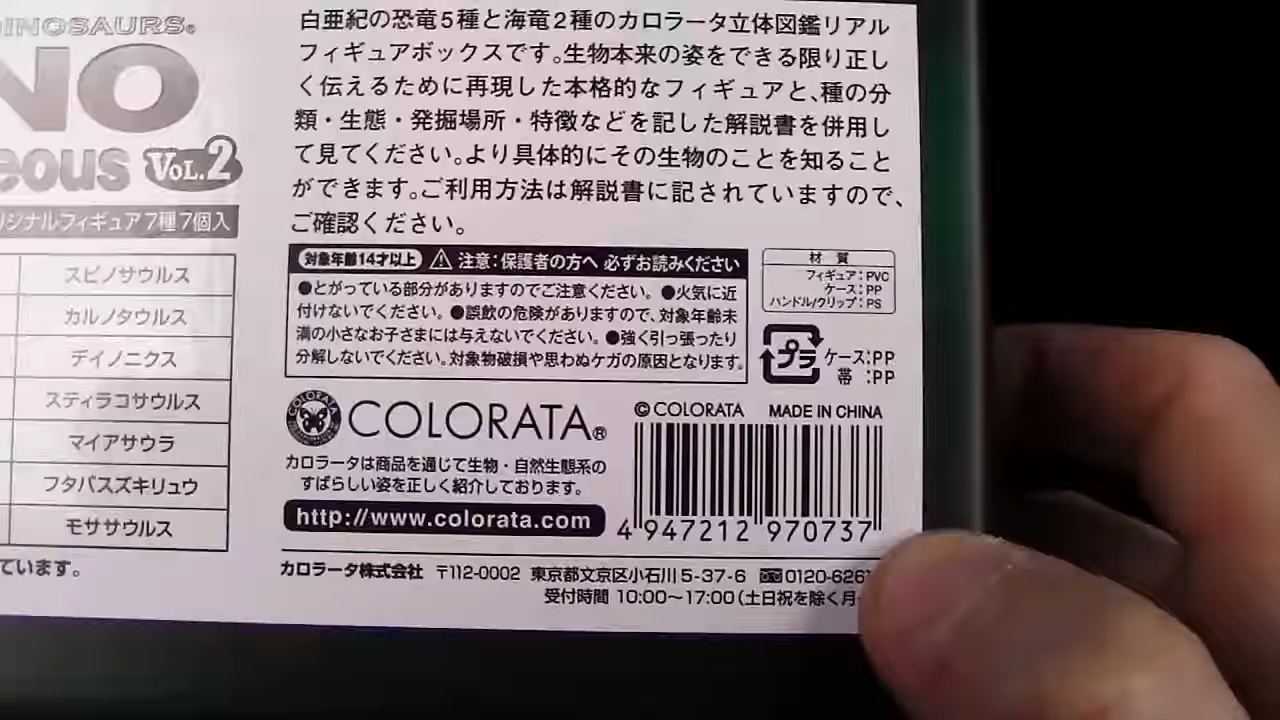 DINOSAURS®
NO
eous VOL.2
リジナルフィギュア7種7個入
スピノサウルス
カルノタウルス
デイノニクス
スティラコサウルス
マイアサウラ
フタバスズキリュウ
モササウルス
ています。
白亜紀の恐竜5種と海竜2種のカロラータ立体図鑑リアル
フィギュアボックスです。生物本来の姿をできる限り正し
く伝えるために再現した本格的なフィギュアと、種の分
類・生態・発掘場所・特徴などを記した解説書を併用し
て見てください。より具体的にその生物のことを知ること
ができます。ご利用方法は解説書に記されていますので、
ご確認ください。
対象年齢14才以上 ⚠ 注意:保護者の方へ 必ずお読みください
●とがっている部分がありますのでご注意ください。 ●火気に近
付けないでください。 ●誤飲の危険がありますので、対象年齢未
満の小さなお子さまには与えないでください。 ●強く引っ張ったり
分解しないでください。対象物破損や思わぬケガの原因となります。
材 質
フィギュア:PVC
ケース:PP
ハンドル/クリップ:PS
プラ ケース:PP
帯 :PP
COLORATA
COLORATA®
カロラータは商品を通じて生物・自然生態系の
すばらしい姿を正しく紹介しております。
http://www.colorata.com
©COLORATA MADE IN CHINA
4 947212 970737
カロラータ株式会社 〒112-0002 東京都文京区小石川5-37-6 0120-626
受付時間 10:00〜17:00(土日祝を除く月